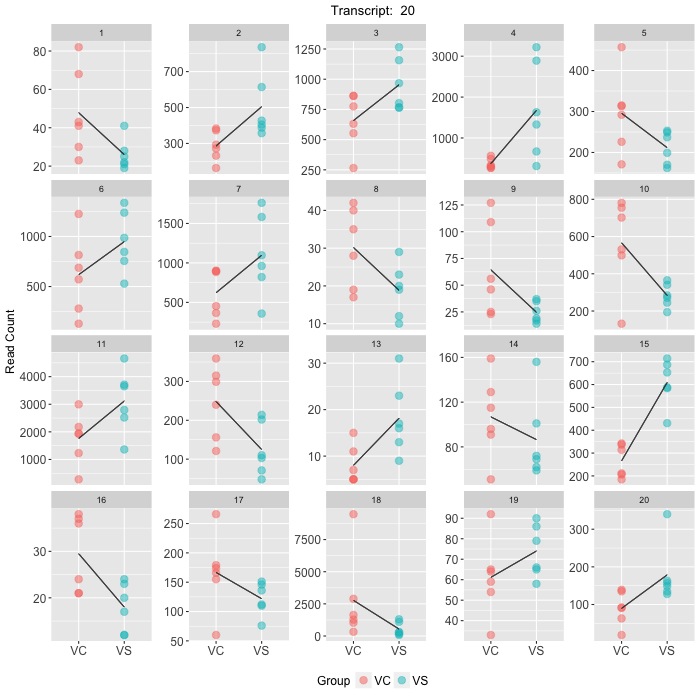 Transcript: 20
1 2 3 4 5
80 60 40 20
700 500 300
1250 1000 750 500 250
3000 2000 1000
400 300 200
6 7 8 9 10
1000 500
1500 1000 500
40 30 20 10
125 100 75 50 25
800 600 400 200
Read Count
11 12 13 14 15
4000 3000 2000 1000
300 200 100
30 20 10
160 120 80
700 600 500 400 300 200
16 17 18 19 20
30 20
250 200 150 100 50
7500 5000 2500 0
90 80 70 60 50 40
300 200 100
VC VS VC VS VC VS VC VS VC VS
Group VC VS